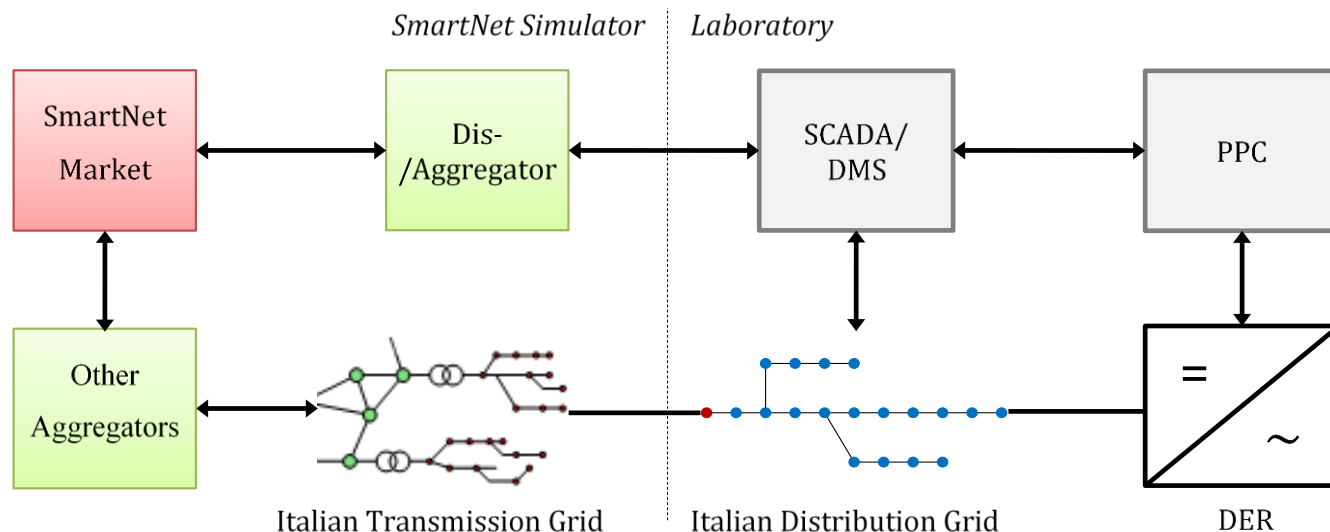 SmartNet Simulator
Laboratory
SmartNet
Market
Dis-
/Aggregator
SCADA/
DMS
PPC
Other
Aggregators
=
~
Italian Transmission Grid
Italian Distribution Grid
DER